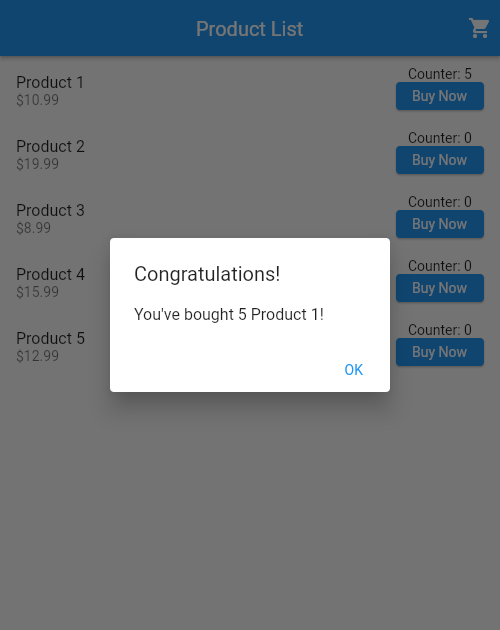 Product List
Product 1
$10.99
Counter: 5
Buy Now
Product 2
$19.99
Counter: 0
Buy Now
Product 3
$8.99
Counter: 0
Buy Now
Product 4
$15.99
Counter: 0
Buy Now
Product 5
$12.99
Counter: 0
Buy Now
Congratulations!
You've bought 5 Product 1!
OK